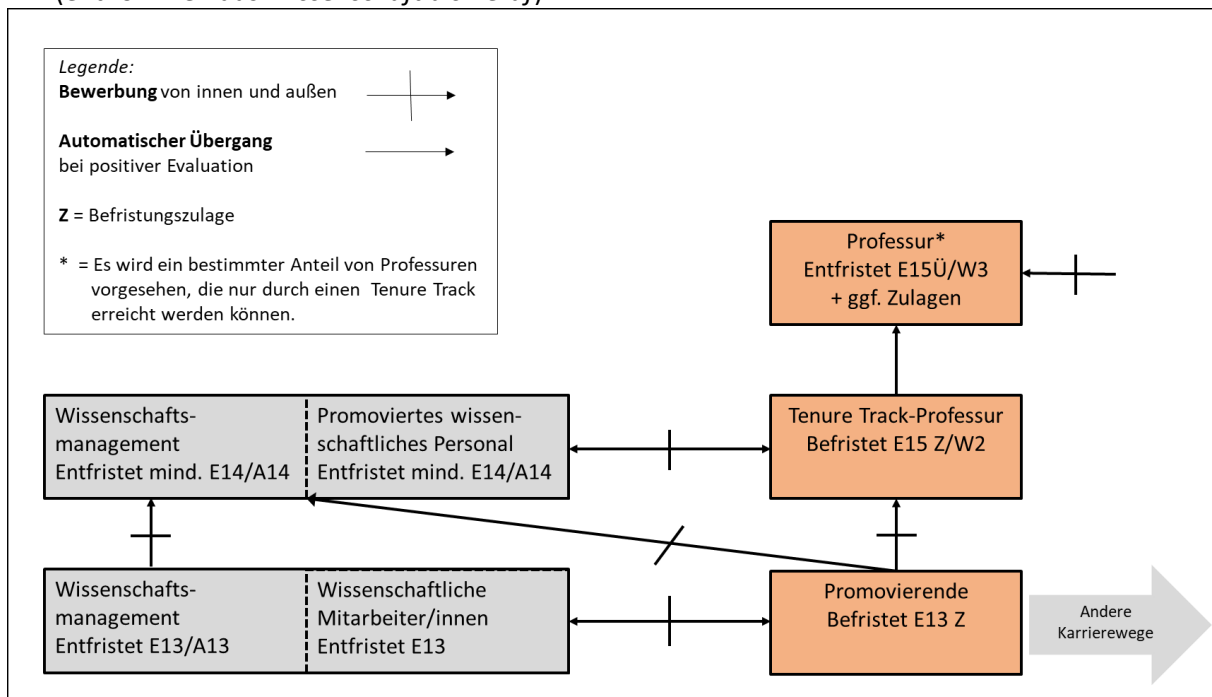 Legende:
Bewerbung von innen und außen
Automatischer Übergang
bei positiver Evaluation
Z = Befristungszulage
* = Es wird ein bestimmter Anteil von Professuren
vorgesehen, die nur durch einen Tenure Track
erreicht werden können.
Professur*
Entfristet E15Ü/W3
+ ggf. Zulagen
Wissenschafts-
management
Entfristet mind. E14/A14
Promoviertes wissen-
schaftliches Personal
Entfristet mind. E14/A14
Tenure Track-Professur
Befristet E15 Z/W2
Wissenschafts-
management
Entfristet E13/A13
Wissenschaftliche
Mitarbeiter/innen
Entfristet E13
Promovierende
Befristet E13 Z
Andere
Karrierewege